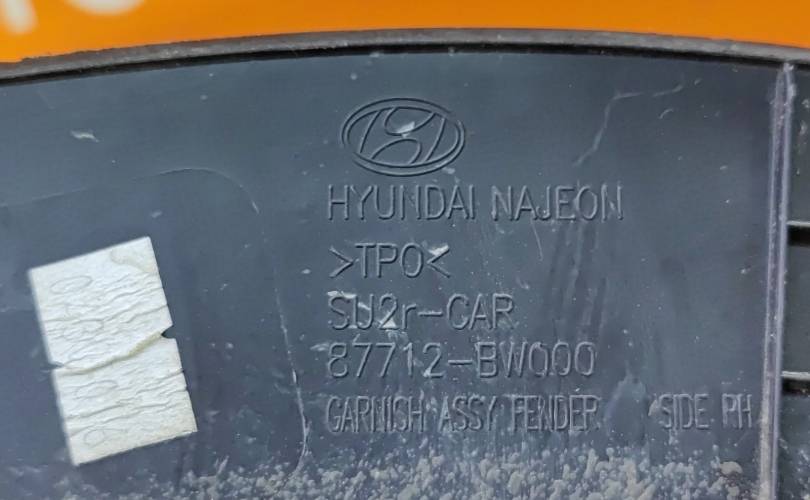 HYUNDAI NAJEON
>TPO<
SU2r-CAR
87712-BW000
GARNISH ASSY FENDER SIDE RH